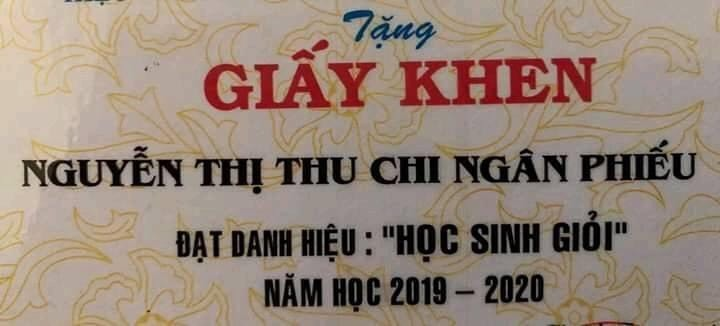 Tặng
GIẤY KHEN
NGUYỄN THỊ THU CHI NGÂN PHIẾU
ĐẠT DANH HIỆU : "HỌC SINH GIỎI"
NĂM HỌC 2019 – 2020